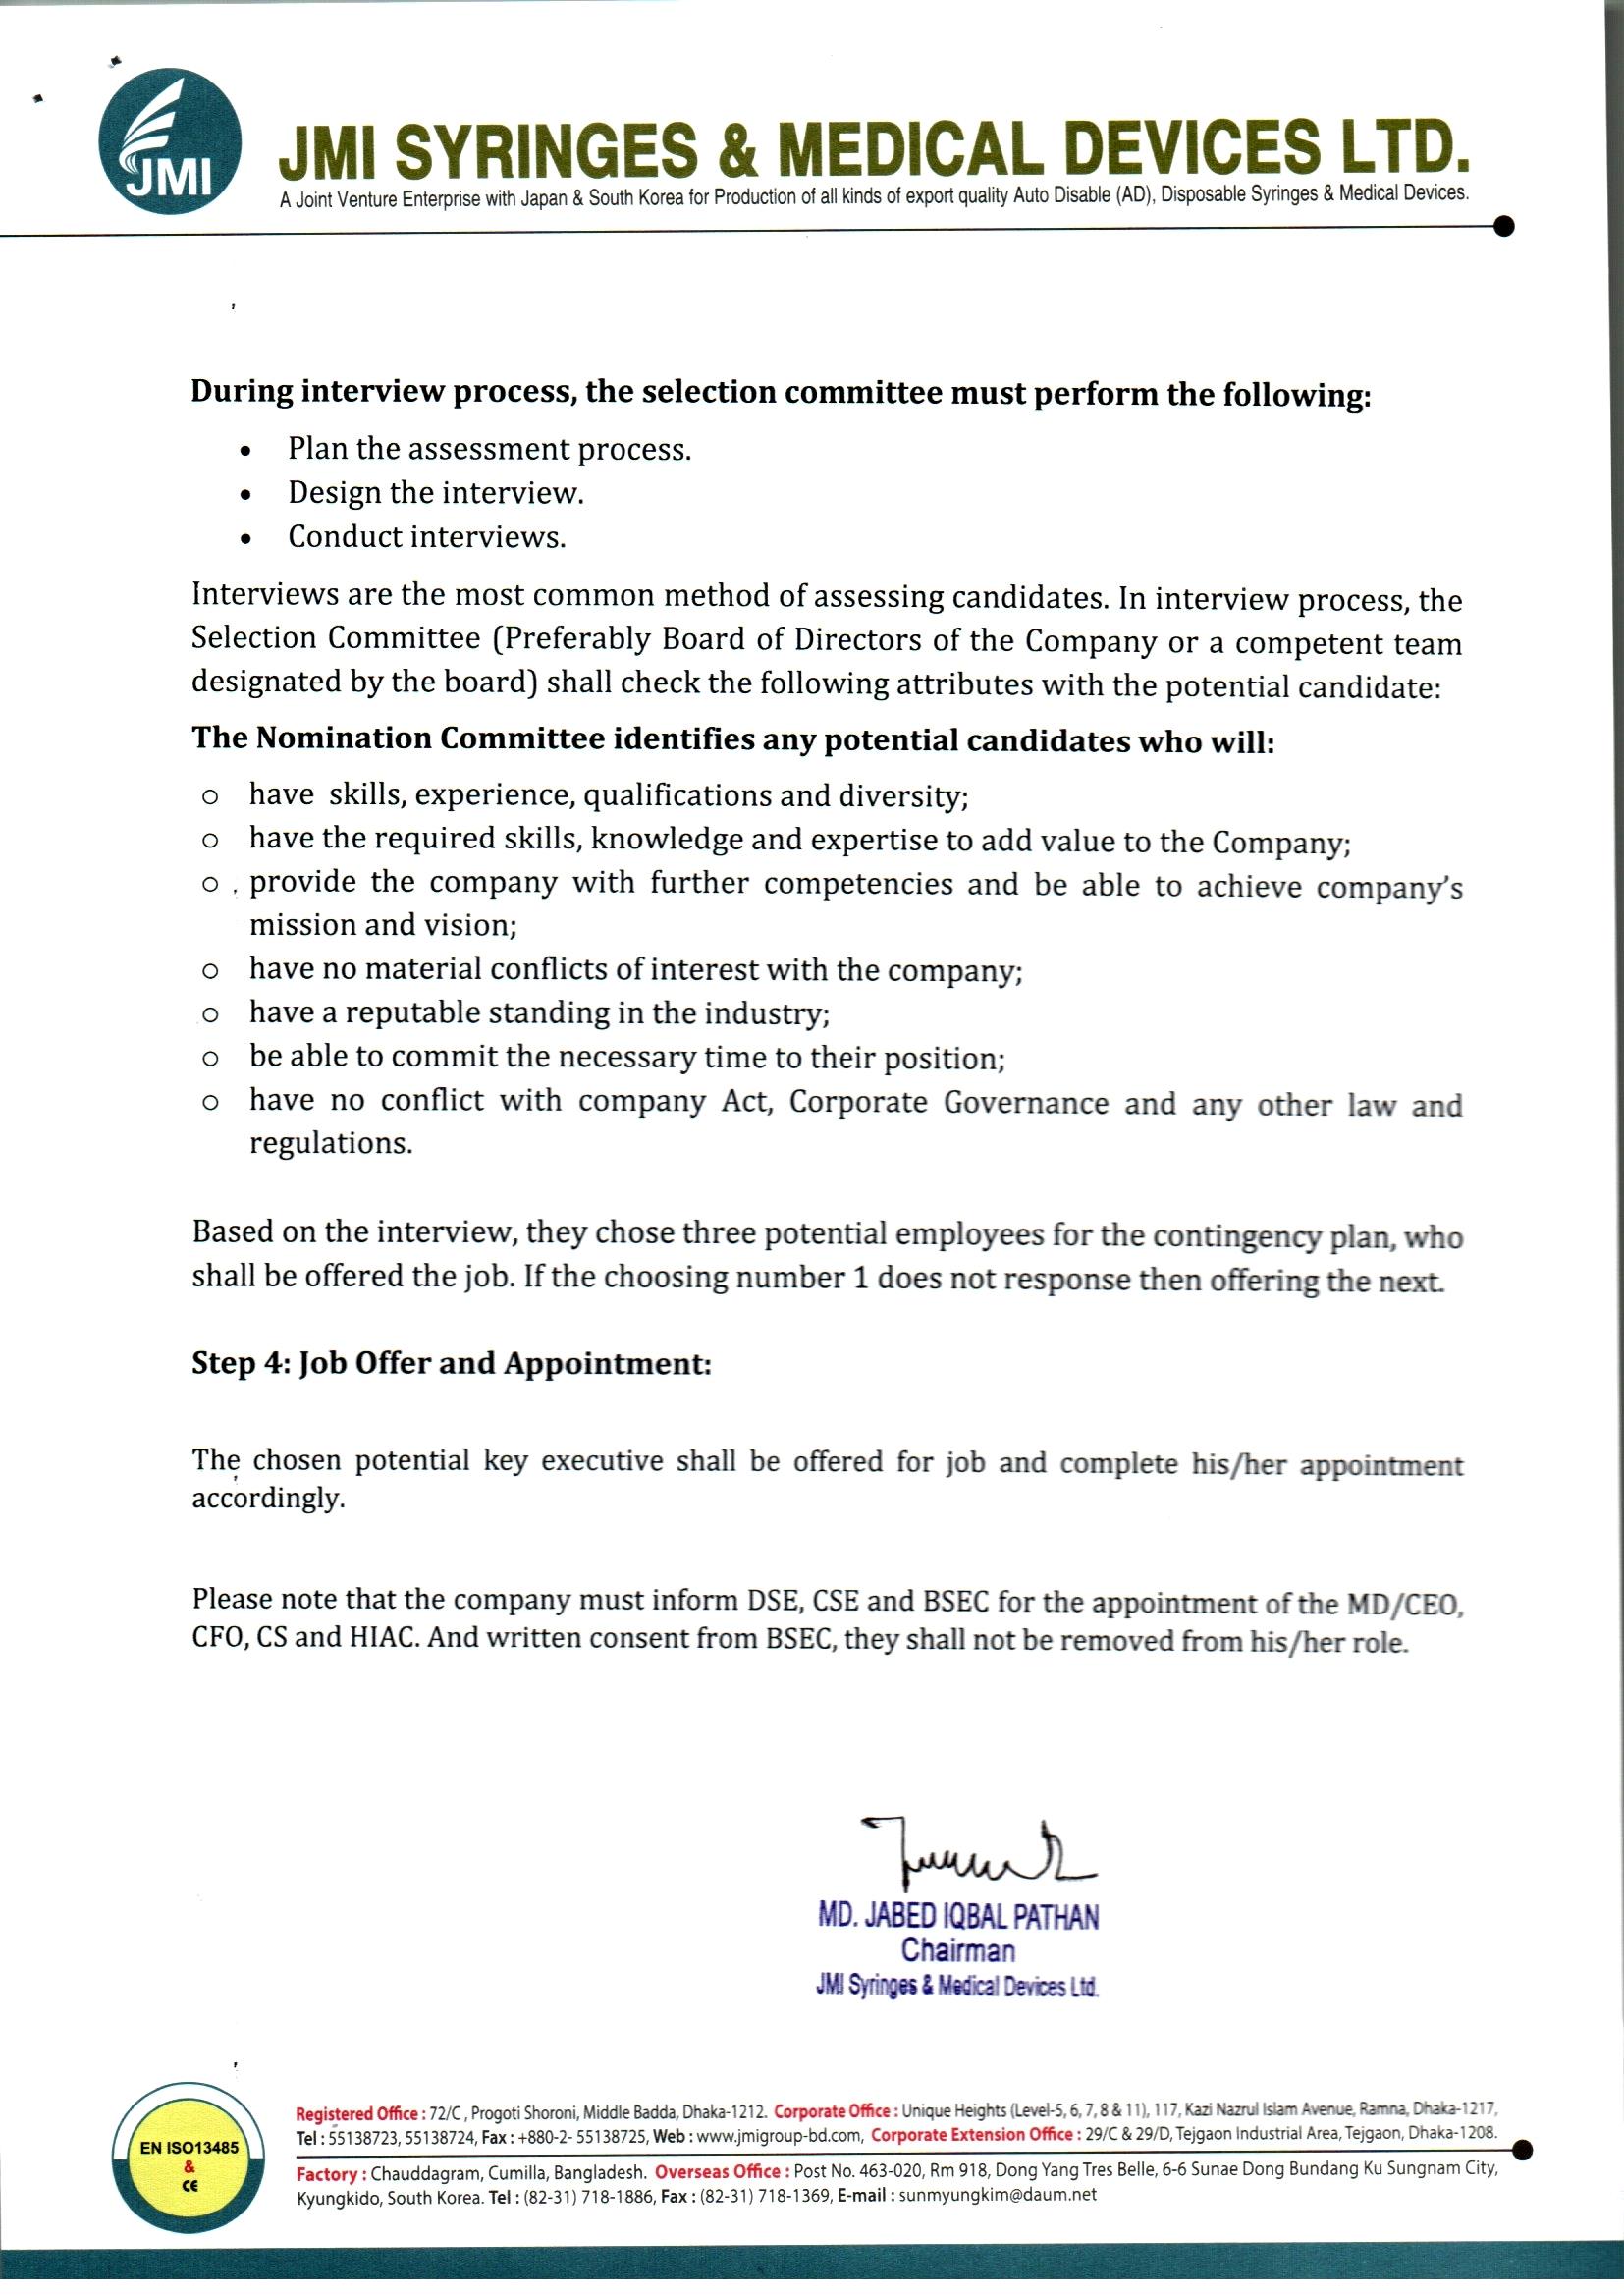 JMI
JMI SYRINGES & MEDICAL DEVICES LTD.
A Joint Venture Enterprise with Japan & South Korea for Production of all kinds of export quality Auto Disable (AD), Disposable Syringes & Medical Devices.
During interview process, the selection committee must perform the following:
• Plan the assessment process.
• Design the interview.
• Conduct interviews.
Interviews are the most common method of assessing candidates. In interview process, the
Selection Committee (Preferably Board of Directors of the Company or a competent team
designated by the board) shall check the following attributes with the potential candidate:
The Nomination Committee identifies any potential candidates who will:
o have skills, experience, qualifications and diversity;
o have the required skills, knowledge and expertise to add value to the Company;
o provide the company with further competencies and be able to achieve company's
mission and vision;
o have no material conflicts of interest with the company;
o have a reputable standing in the industry;
o be able to commit the necessary time to their position;
o have no conflict with company Act, Corporate Governance and any other law and
regulations.
Based on the interview, they chose three potential employees for the contingency plan, who
shall be offered the job. If the choosing number 1 does not response then offering the next.
Step 4: Job Offer and Appointment:
The chosen potential key executive shall be offered for job and complete his/her appointment
accordingly.
Please note that the company must inform DSE, CSE and BSEC for the appointment of the MD/CEO,
CFO, CS and HIAC. And written consent from BSEC, they shall not be removed from his/her role.
MD. JABED IQBAL PATHAN
Chairman
JMI Syringes & Medical Devices Ltd.
EN ISO13485
&
CE
Registered Office : 72/C , Progoti Shoroni, Middle Badda, Dhaka-1212. Corporate Office : Unique Heights (Level-5, 6, 7, 8 & 11), 117, Kazi Nazrul Islam Avenue, Ramna, Dhaka-1217,
Tel : 55138723, 55138724, Fax : +880-2- 55138725, Web : www.jmigroup-bd.com, Corporate Extension Office : 29/C & 29/D, Tejgaon Industrial Area, Tejgaon, Dhaka-1208.
Factory : Chauddagram, Cumilla, Bangladesh. Overseas Office : Post No. 463-020, Rm 918, Dong Yang Tres Belle, 6-6 Sunae Dong Bundang Ku Sungnam City,
Kyungkido, South Korea. Tel : (82-31) 718-1886, Fax : (82-31) 718-1369, E-mail : sunmyungkim@daum.net